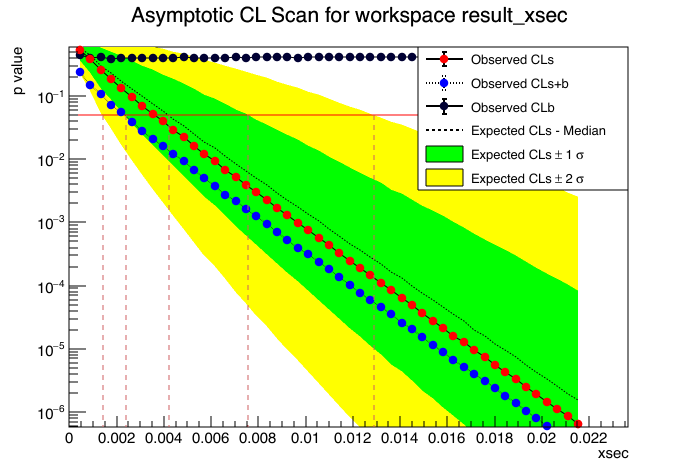 Asymptotic CL Scan for workspace result_xsec
p value
Observed CLs
Observed CLs+b
Observed CLb
Expected CLs - Median
Expected CLs ± 1 σ
Expected CLs ± 2 σ
10⁻¹
10⁻²
10⁻³
10⁻⁴
10⁻⁵
10⁻⁶
0 0.002 0.004 0.006 0.008 0.01 0.012 0.014 0.016 0.018 0.02 0.022
xsec